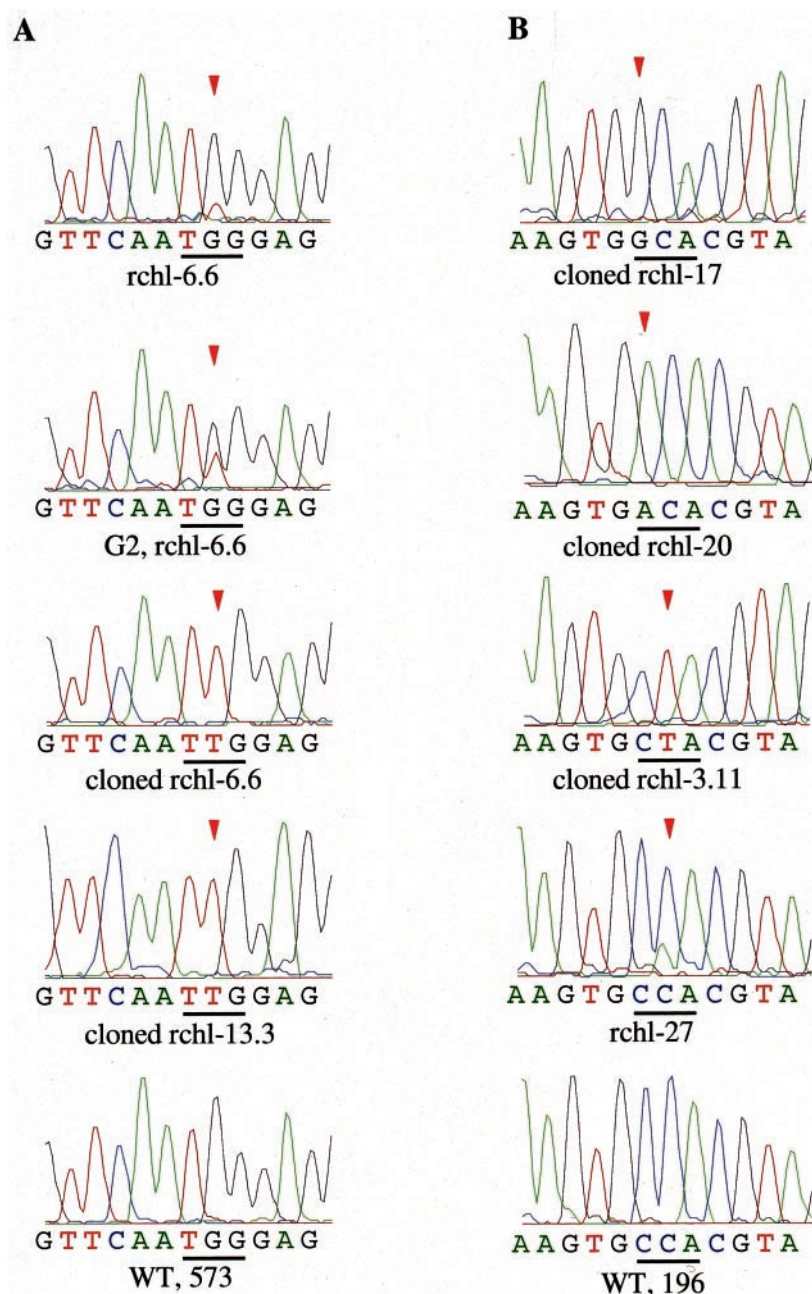 A
GTTCAATGGGAG
rchl-6.6
GTTCAATGGGAG
G2, rchl-6.6
GTTCAATTGGAG
cloned rchl-6.6
GTTCAATTGGAG
cloned rchl-13.3
GTTCAATGGGAG
WT, 573
B
AAGTGGCACGTA
cloned rchl-17
AAGTGACACGTA
cloned rchl-20
AAGTGCTACGTA
cloned rchl-3.11
AAGTGCCACGTA
rchl-27
AAGTGCCACGTA
WT, 196